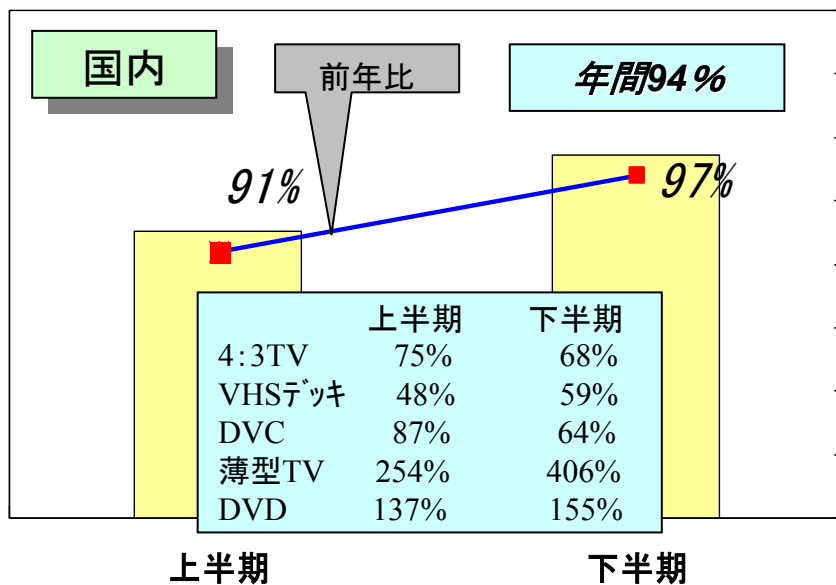 国内
前年比
年間94%
91%
97%
上半期 下半期
4:3TV 75% 68%
VHSﾃﾞｯｷ 48% 59%
DVC 87% 64%
薄型TV 254% 406%
DVD 137% 155%
上半期 下半期